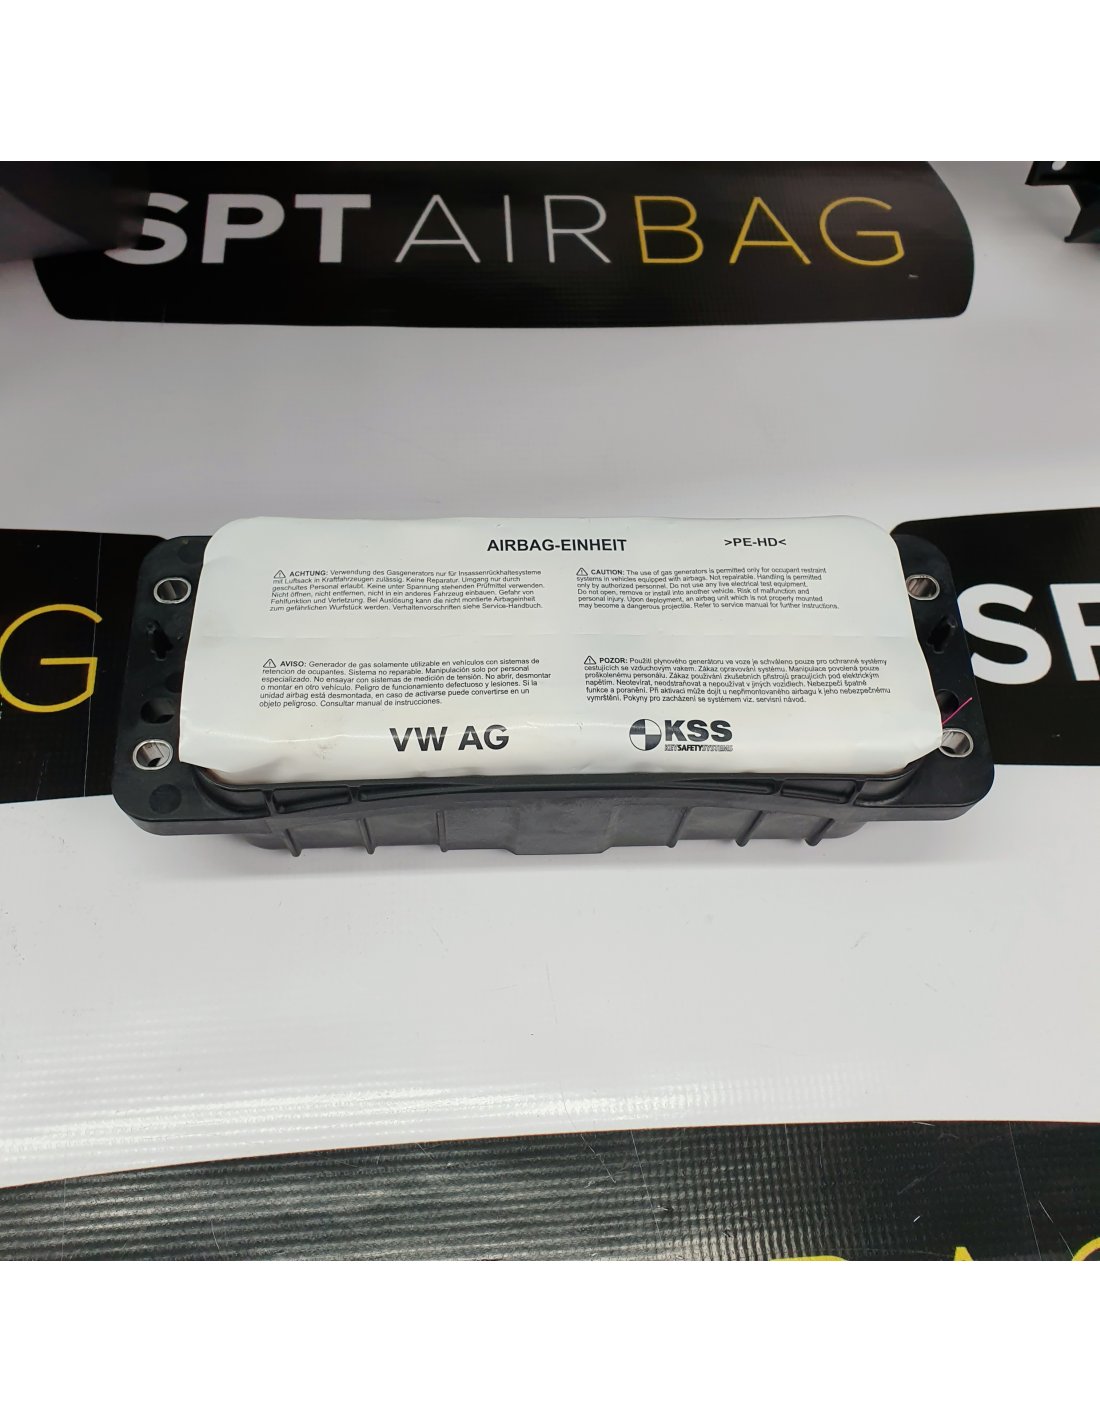 SPT AIRBAG
AIRBAG-EINHEIT
>PE-HD<
ACHTUNG: Verwendung des Gasgenerators nur für Insassenrückhaltesysteme
mit Luftsack in Kraftfahrzeugen zulässig. Keine Reparatur. Umgang nur durch
geschultes Personal erlaubt. Keine unter Spannung stehenden Prüfmittel verwenden.
Nicht öffnen, nicht entfernen, nicht in ein anderes Fahrzeug einbauen. Gefahr von
Fehlfunktion und Verletzung. Bei Auslösung kann die nicht montierte Airbageinheit
zum gefährlichen Wurfstück werden. Verhaltenvorschriften siehe Service-Handbuch.
CAUTION: The use of gas generators is permitted only for occupant restraint
systems in vehicles equipped with airbags. Not repairable. Handling is permitted
only by authorized personnel. Do not use any live electrical test equipment.
Do not open, remove or install into another vehicle. Risk of malfunction and
personal injury. Upon deployment, an airbag unit which is not properly mounted
may become a dangerous projectile. Refer to service manual for further instructions.
AVISO: Generador de gas solamente utilizable en vehículos con sistemas de
retencion de ocupantes. Sistema no reparable. Manipulación solo por personal
especializado. No ensayar con sistemas de medición de tensión. No abrir, desmontar
o montar en otro vehículo. Peligro de funcionamiento defectuoso y lesiones. Si la
unidad airbag está desmontada, en caso de activarse puede convertirse en un
objeto peligroso. Consultar manual de instrucciones.
POZOR: Použití plynového generátoru ve voze je schváleno pouze pro ochranné systémy
cestujících se vzduchovým vakem. Zákaz opravování systému. Manipulace povolená pouze
proškolenému personálu. Zákaz používání zkušebních přístrojů pracujících pod elektrickým
napětím. Neotevírat, neodstraňovat a nepoužívat v jiných vozidlech. Nebezpečí špatné
funkce a poranění. Při aktivaci může dojít u nepřimontovaného airbagu k jeho nebezpečnému
vymrštění. Pokyny pro zacházení se systémem viz. servisní návod.
VW AG
KSS
KEYSAFETYSYSTEMS
G
SP